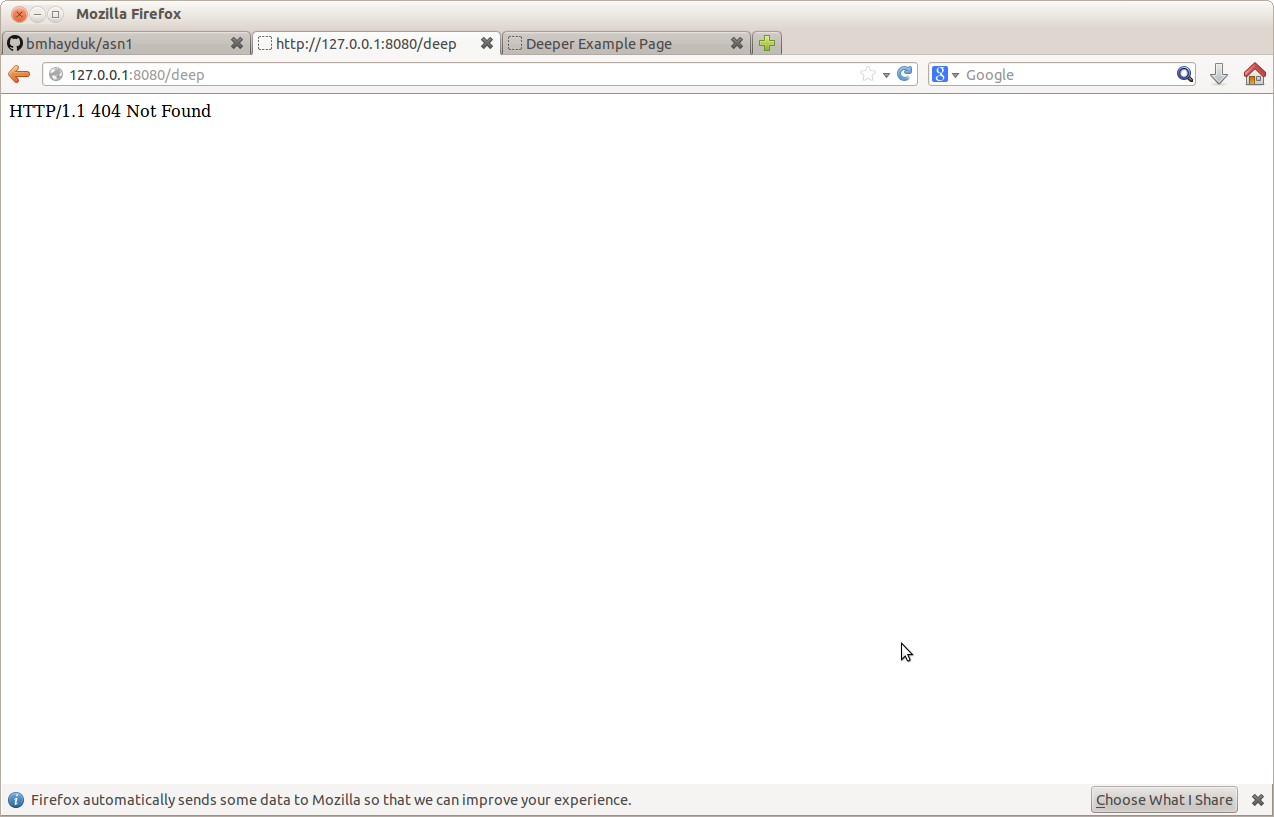 Mozilla Firefox
bmhayduk/asn1
http://127.0.0.1:8080/deep
Deeper Example Page
127.0.0.1:8080/deep
8 Google
HTTP/1.1 404 Not Found
i Firefox automatically sends some data to Mozilla so that we can improve your experience.
Choose What I Share